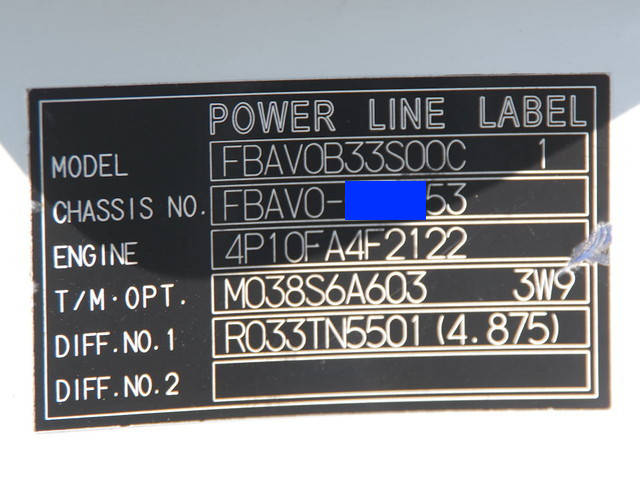 POWER LINE LABEL
MODEL FBAV0B33S00C 1
CHASSIS NO. FBAV0- 53
ENGINE 4P10FA4F2122
T/M·OPT. M038S6A603 3W9
DIFF.NO.1 R033TN5501(4.875)
DIFF.NO.2